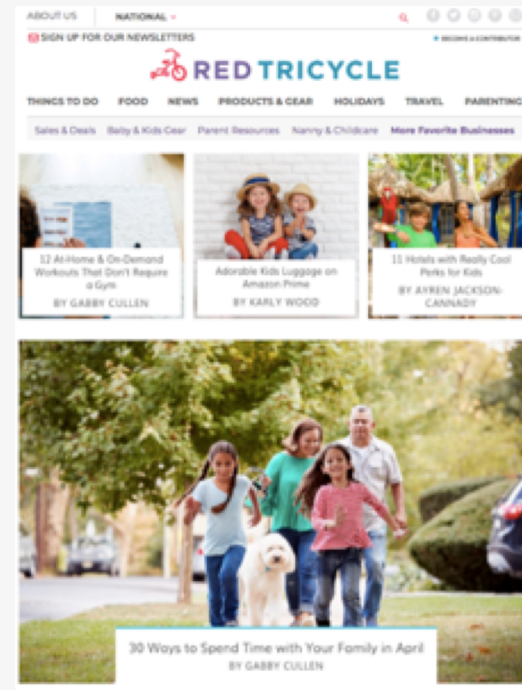 ABOUT US
NATIONAL
SIGN UP FOR OUR NEWSLETTERS
BECOME A CONTRIBUTOR
RED TRICYCLE
THINGS TO DO
FOOD
NEWS
PRODUCTS & GEAR
HOLIDAYS
TRAVEL
PARENTING
Sales & Deals
Baby & Kids Gear
Parent Resources
Nanny & Childcare
More Favorite Businesses
12 At-Home & On-Demand
Workouts That Don't Require
a Gym
BY GABBY CULLEN
Adorable Kids Luggage on
Amazon Prime
BY KARLY WOOD
11 Hotels with Really Cool
Perks for Kids
BY AYREN JACKSON-
CANNADY
30 Ways to Spend Time with Your Family in April
BY GABBY CULLEN